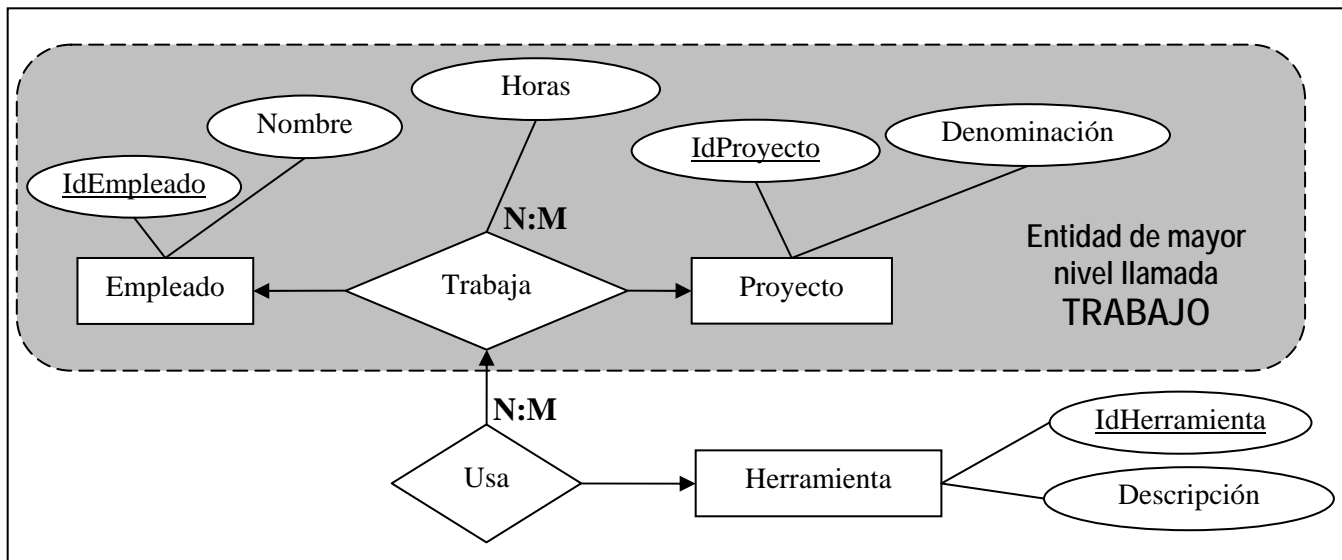 Horas
Nombre
Denominación
IdProyecto
IdEmpleado
N:M
Entidad de mayor
nivel llamada
TRABAJO
Empleado
Trabaja
Proyecto
N:M
IdHerramienta
Usa
Herramienta
Descripción